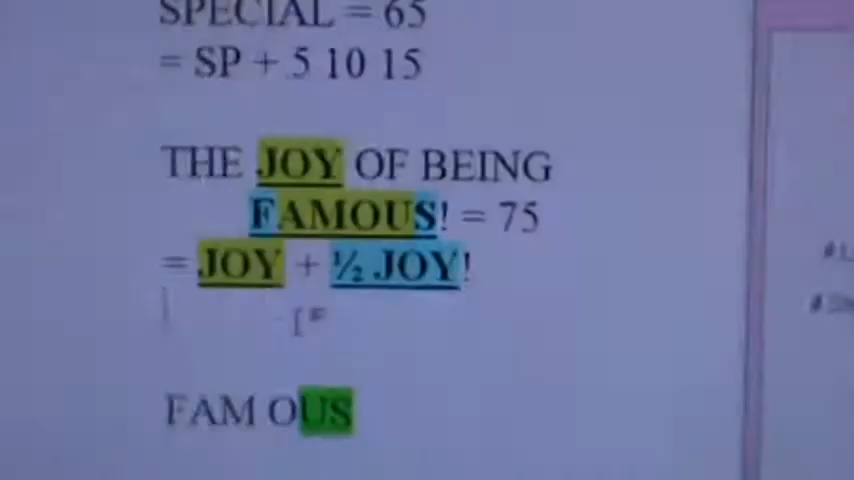 SPECIAL = 65
= SP + 5 10 15
THE JOY OF BEING
FAMOUS! = 75
= JOY + ½ JOY!
FAM OUS